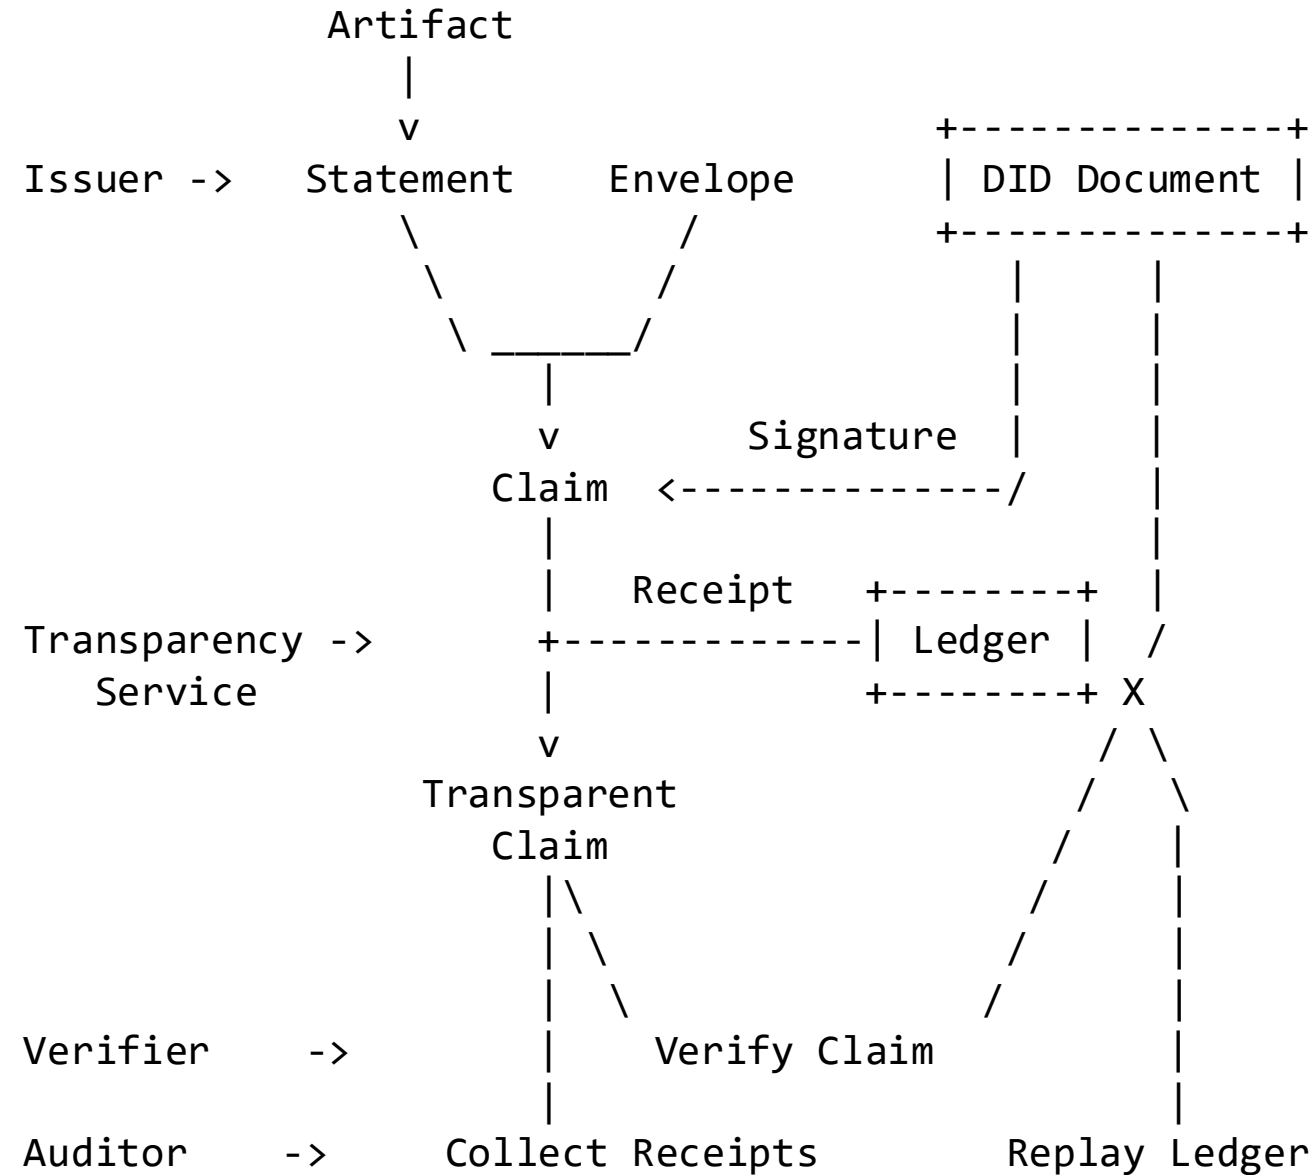 Artifact
|
v                      +--------------+
Issuer ->   Statement    Envelope      | DID Document |
\           /          +--------------+
\         /              |     |
\ ______/               |     |
|                   |     |
v        Signature  |     |
Claim  <--------------/     |
|                         |
|   Receipt   +--------+  |
Transparency ->       +-------------| Ledger |  /
Service            |             +--------+ X
v                       / \
Transparent                  /   \
Claim                   /    |
|\                   /     |
| \                 /      |
|  \               /       |
Verifier    ->        |    Verify Claim          |
|                          |
Auditor    ->     Collect Receipts        Replay Ledger